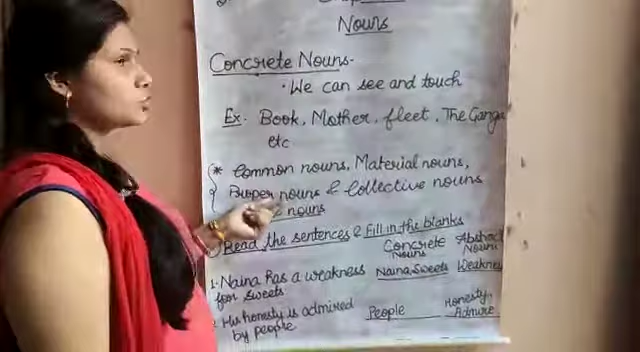 Nouns
Concrete Nouns-
· We can see and touch
Ex. Book, Mother, fleet, The Ganga
etc
* Common nouns, Material nouns,
Proper nouns & Collective nouns
nouns
Read the sentences & Fill in the blanks
Concrete Nouns Abstract Nouns
1. Naina has a weakness for sweets Naina, Sweets Weakness
2. His honesty is admired by people People Honesty, Admire